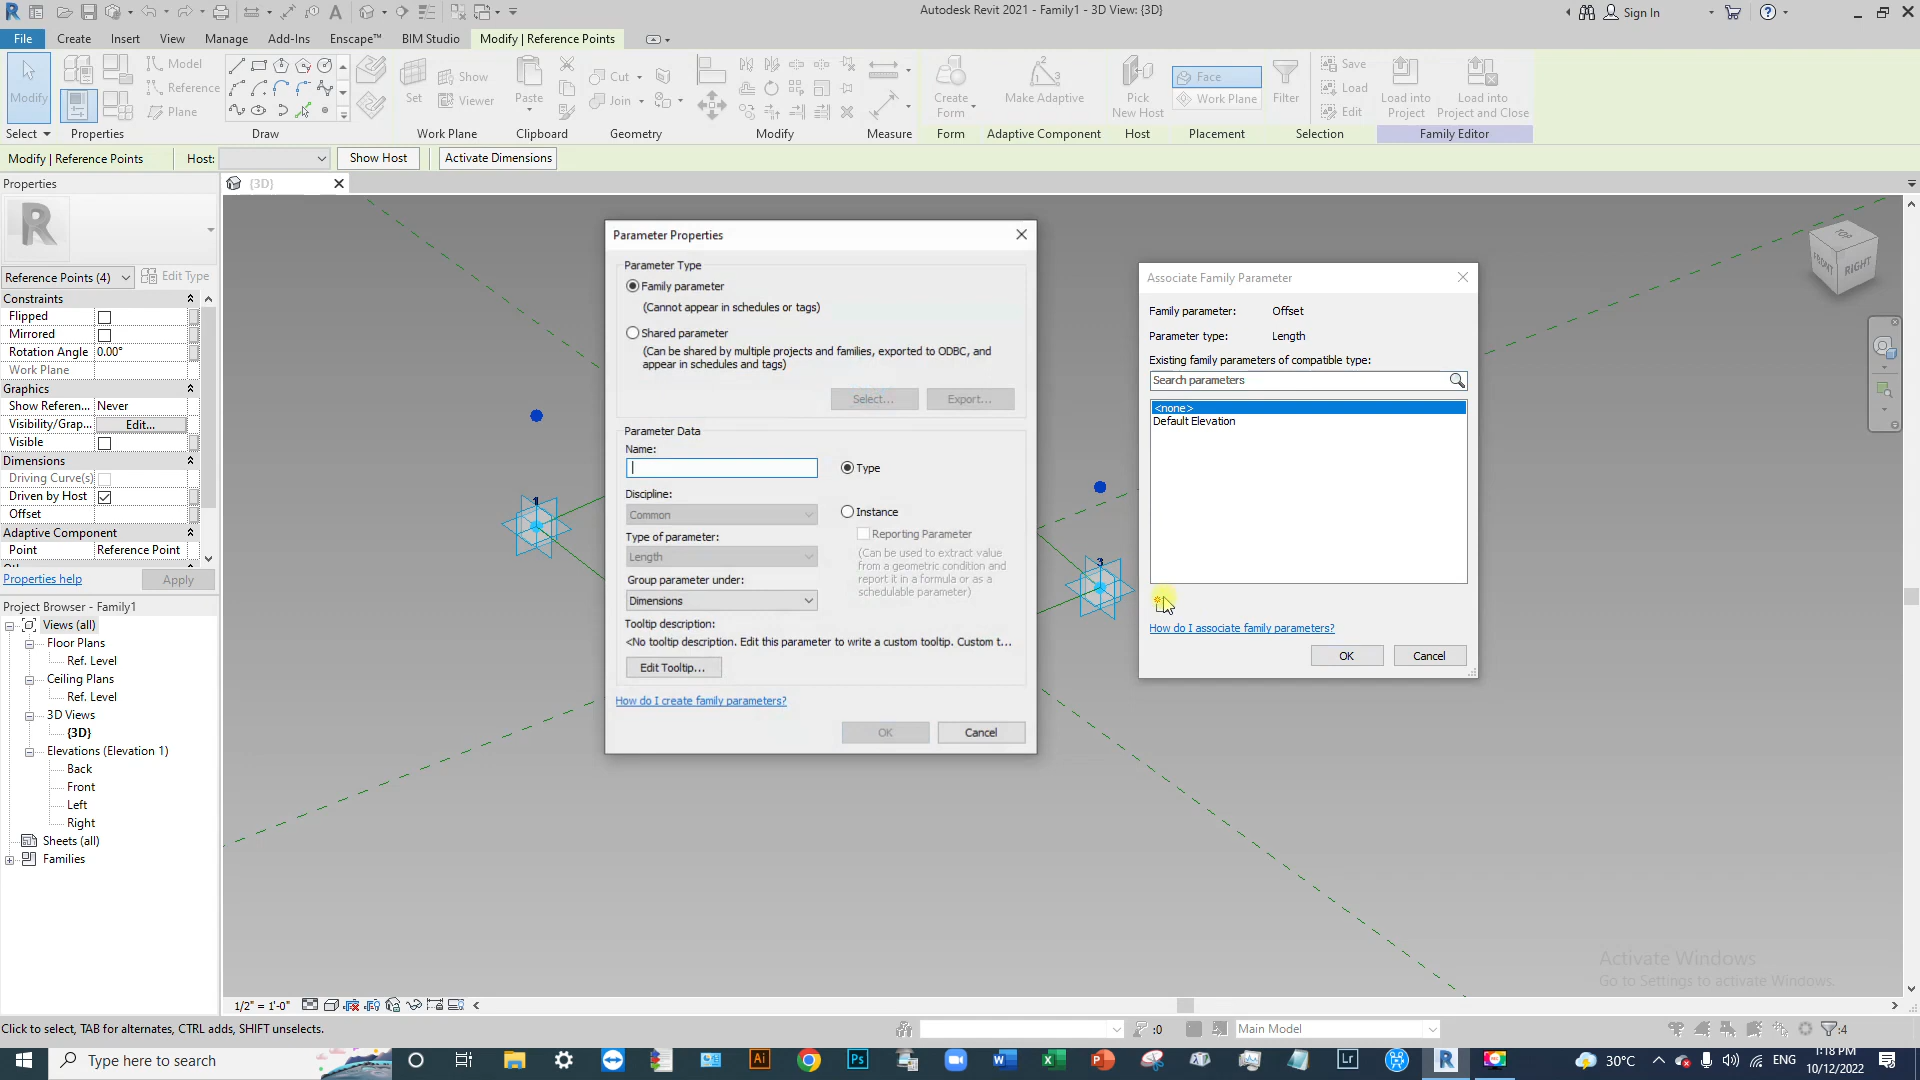 Autodesk Revit 2021 - Family1 - 3D View: {3D}
Sign In
File
Create
Insert
View
Manage
Add-Ins
Enscape™
BIM Studio
Modify | Reference Points
Modify
Model
Reference
Plane
Set
Show
Viewer
Paste
Cut
Join
Create Form
Make Adaptive
Pick New Host
Face
Work Plane
Filter
Save
Load
Edit
Load into Project
Load into Project and Close
Select
Properties
Draw
Work Plane
Clipboard
Geometry
Modify
Measure
Form
Adaptive Component
Host
Placement
Selection
Family Editor
Modify | Reference Points
Host:
Show Host
Activate Dimensions
Properties
{3D}
R
Reference Points (4)
Edit Type
Constraints
Flipped
Mirrored
Rotation Angle 0.00°
Work Plane
Graphics
Show Referen... Never
Visibility/Grap... Edit...
Visible
Dimensions
Driving Curve(s)
Driven by Host
Offset
Adaptive Component
Point Reference Point
Properties help
Apply
Project Browser - Family1
Views (all)
Floor Plans
Ref. Level
Ceiling Plans
Ref. Level
3D Views
{3D}
Elevations (Elevation 1)
Back
Front
Left
Right
Sheets (all)
Families
1
3
TOP
FRONT
RIGHT
Parameter Properties
Parameter Type
Family parameter
(Cannot appear in schedules or tags)
Shared parameter
(Can be shared by multiple projects and families, exported to ODBC, and
appear in schedules and tags)
Select...
Export...
Parameter Data
Name:
Type
Discipline:
Common
Instance
Reporting Parameter
(Can be used to extract value
from a geometric condition and
report it in a formula or as a
schedulable parameter)
Type of parameter:
Length
Group parameter under:
Dimensions
Tooltip description:
<No tooltip description. Edit this parameter to write a custom tooltip. Custom t...
Edit Tooltip...
How do I create family parameters?
OK
Cancel
Associate Family Parameter
Family parameter: Offset
Parameter type: Length
Existing family parameters of compatible type:
Search parameters
<none>
Default Elevation
How do I associate family parameters?
OK
Cancel
Activate Windows
Go to Settings to activate Windows.
1/2" = 1'-0"
Click to select, TAB for alternates, CTRL adds, SHIFT unselects.
:0
Main Model
:4
Type here to search
Ai
Ps
Lr
R
30°C
ENG
1:18 PM
10/12/2022